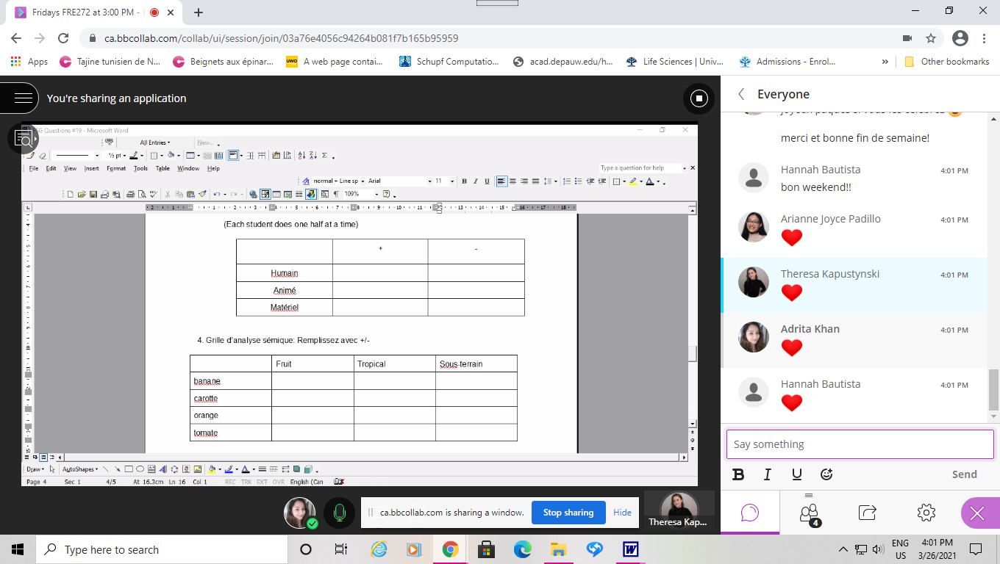 Fridays FRE272 at 3:00 PM -
ca.bbcollab.com/collab/ui/session/join/03a76e4056c94264b081f7b165b95959
Apps
Tajine tunisien de N...
Beignets aux épinar...
UWO
A web page contai...
Schupf Computatio...
acad.depauw.edu/h...
Life Sciences | Univ...
Admissions - Enrol...
»
Other bookmarks
You're sharing an application
Questions #19 - Microsoft Word
All Entries
New...
½ pt
File Edit View Insert Format Tools Table Window Help
Type a question for help
normal + Line sp
Arial
11
B I U
109%
(Each student does one half at a time)
+ -
Humain
Animé
Matériel
4. Grille d'analyse sémique: Remplissez avec +/-
Fruit Tropical Sous-terrain
banane
carotte
orange
tomate
Draw AutoShapes
Page 4 Sec 1 4/5 At 16.3cm Ln 16 Col 1 REC TRK EXT OVR English (Can
ca.bbcollab.com is sharing a window.
Stop sharing
Hide
Theresa Kap...
Everyone
merci et bonne fin de semaine!
Hannah Bautista 4:01 PM
bon weekend!!
Arianne Joyce Padillo 4:01 PM
Theresa Kapustynski 4:01 PM
Adrita Khan 4:01 PM
Hannah Bautista 4:01 PM
Say something
B I U
Send
4
Type here to search
ENG
US
4:01 PM
3/26/2021